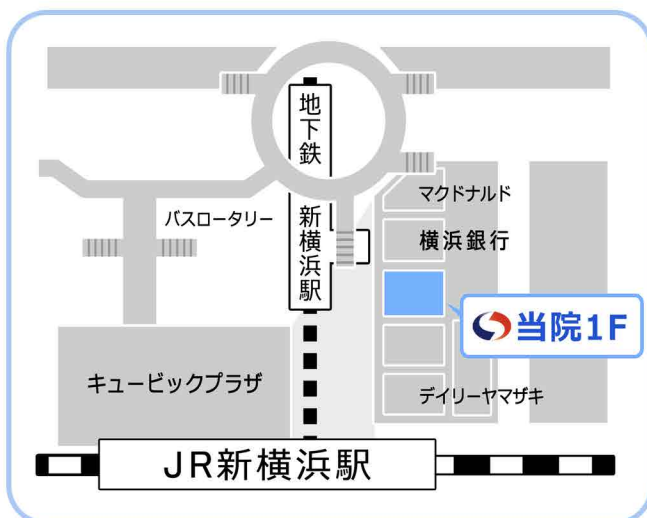 地下鉄 新横浜駅
マクドナルド
バスロータリー
横浜銀行
当院1F
キュービックプラザ
デイリーヤマザキ
JR新横浜駅